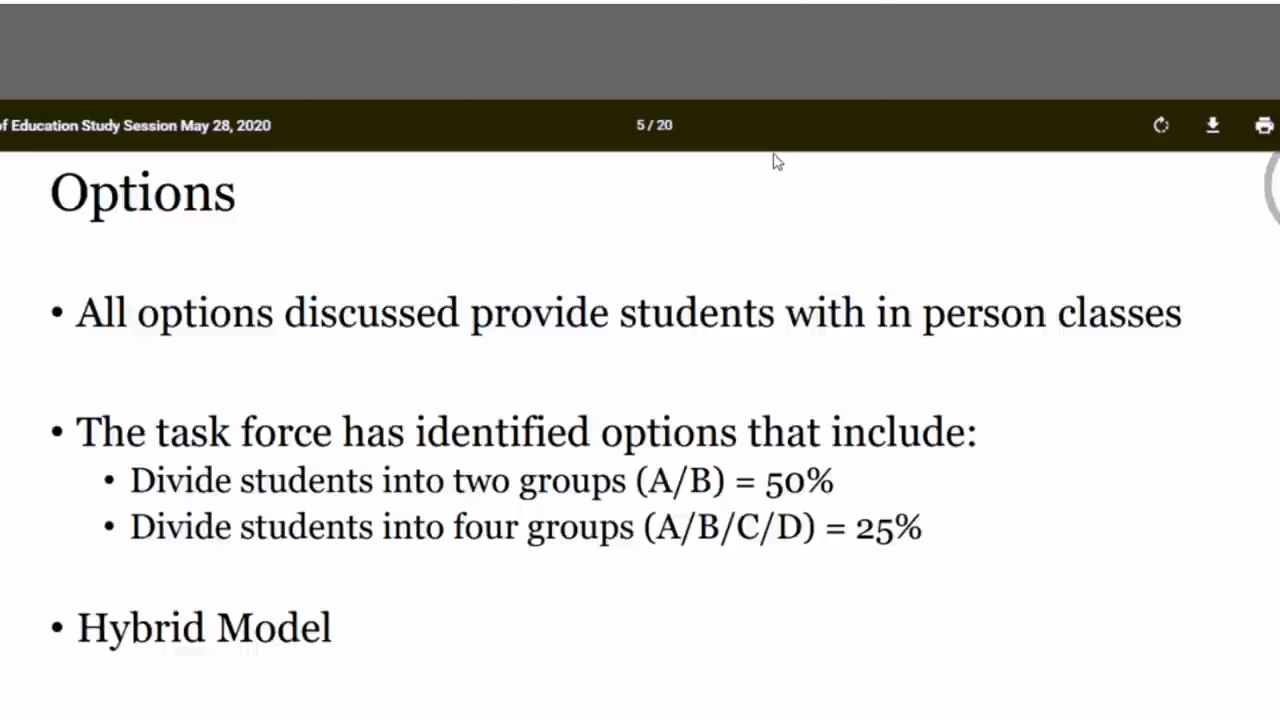 of Education Study Session May 28, 2020 5 / 20
Options
• All options discussed provide students with in person classes
• The task force has identified options that include:
• Divide students into two groups (A/B) = 50%
• Divide students into four groups (A/B/C/D) = 25%
• Hybrid Model